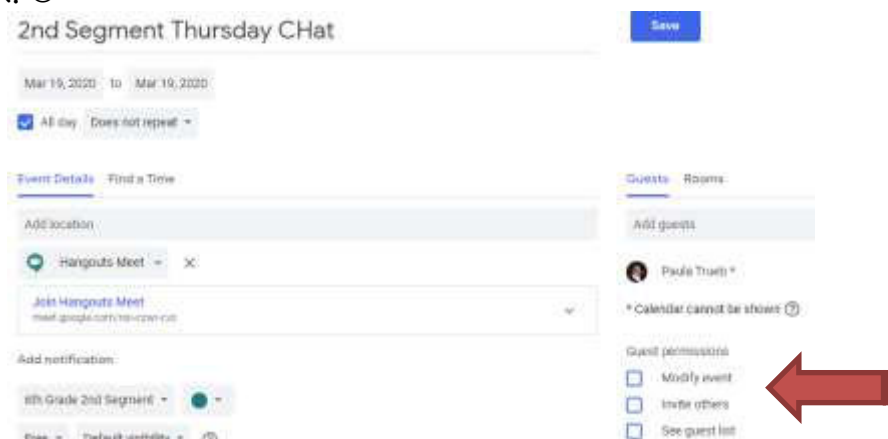 2nd Segment Thursday CHat
Save
Mar 19, 2020 to Mar 19, 2020
All day Does not repeat
Event Details Find a Time
Guests Rooms
Add location
Add guests
Hangouts Meet
Paula
Join Hangouts Meet
* Calendar cannot be shown
Add notification
Guest permissions
Modify event
6th Grade 2nd Segment
Invite others
Free Default visibility
See guest list